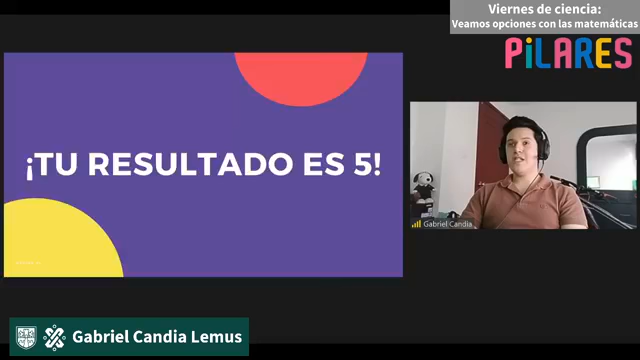 Viernes de ciencia:
Veamos opciones con las matemáticas
PiLARES
¡TU RESULTADO ES 5!
Gabriel Candia
Gabriel Candia Lemus